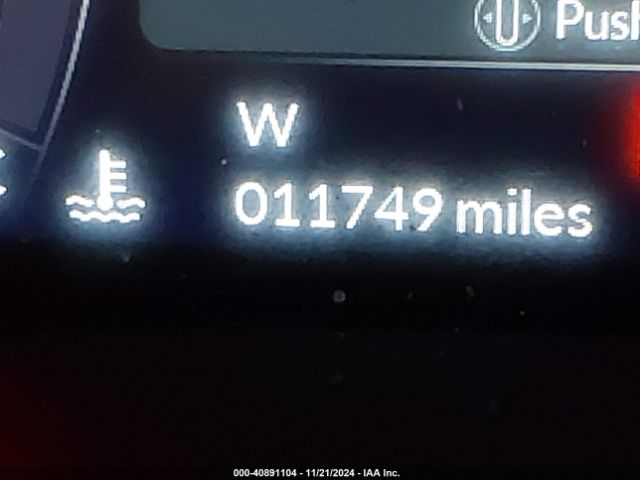 Push
W
011749 miles
000-40891104 - 11/21/2024 - IAA Inc.